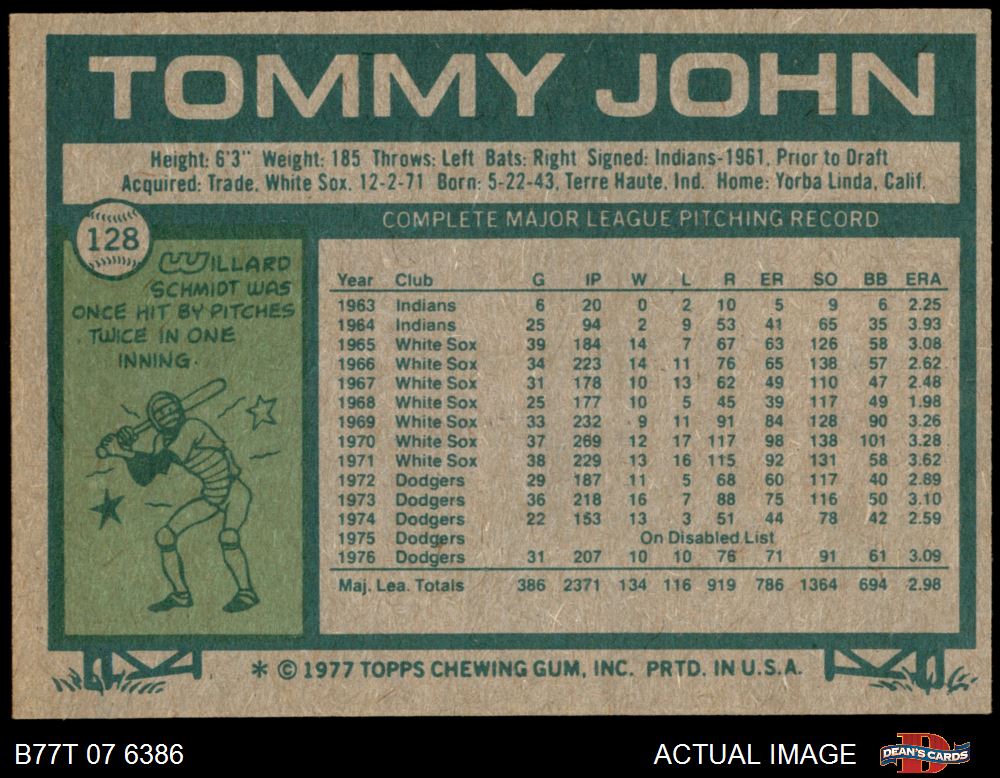 TOMMY JOHN
Height: 6'3" Weight: 185 Throws: Left Bats: Right Signed: Indians-1961, Prior to Draft
Acquired: Trade, White Sox, 12-2-71 Born: 5-22-43, Terre Haute, Ind. Home: Yorba Linda, Calif.
COMPLETE MAJOR LEAGUE PITCHING RECORD
128
WILLARD
SCHMIDT WAS
ONCE HIT BY PITCHES
TWICE IN ONE
INNING.
Year Club G IP W L R ER SO BB ERA
1963 Indians 6 20 0 2 10 5 9 6 2.25
1964 Indians 25 94 2 9 53 41 65 35 3.93
1965 White Sox 39 184 14 7 67 63 126 58 3.08
1966 White Sox 34 223 14 11 76 65 138 57 2.62
1967 White Sox 31 178 10 13 62 49 110 47 2.48
1968 White Sox 25 177 10 5 45 39 117 49 1.98
1969 White Sox 33 232 9 11 91 84 128 90 3.26
1970 White Sox 37 269 12 17 117 98 138 101 3.28
1971 White Sox 38 229 13 16 115 92 131 58 3.62
1972 Dodgers 29 187 11 5 68 60 117 40 2.89
1973 Dodgers 36 218 16 7 88 75 116 50 3.10
1974 Dodgers 22 153 13 3 51 44 78 42 2.59
1975 Dodgers On Disabled List
1976 Dodgers 31 207 10 10 76 71 91 61 3.09
Maj. Lea. Totals 386 2371 134 116 919 786 1364 694 2.98
* © 1977 TOPPS CHEWING GUM, INC. PRTD. IN U.S.A.
B77T 07 6386 ACTUAL IMAGE DEAN'S CARDS